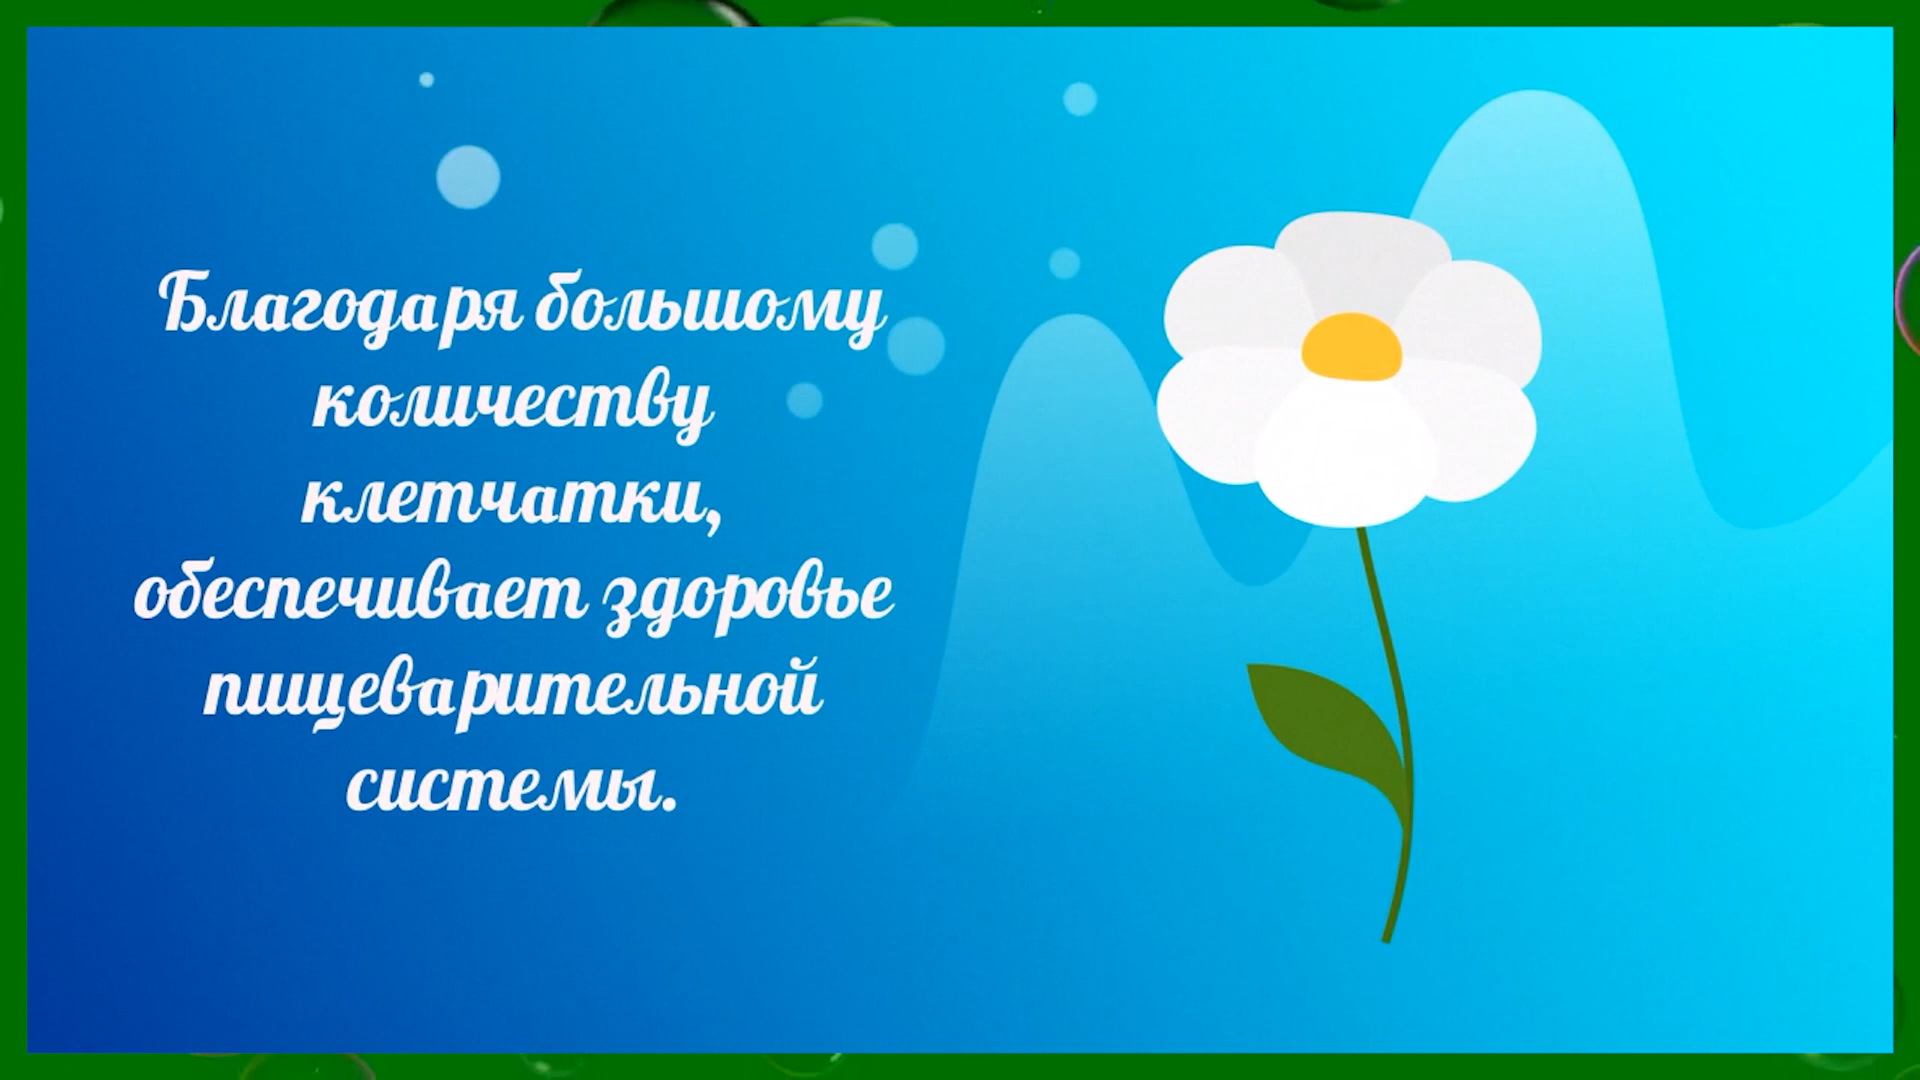 Благодаря большому
количеству
клетчатки,
обеспечивает здоровье
пищеварительной
системы.